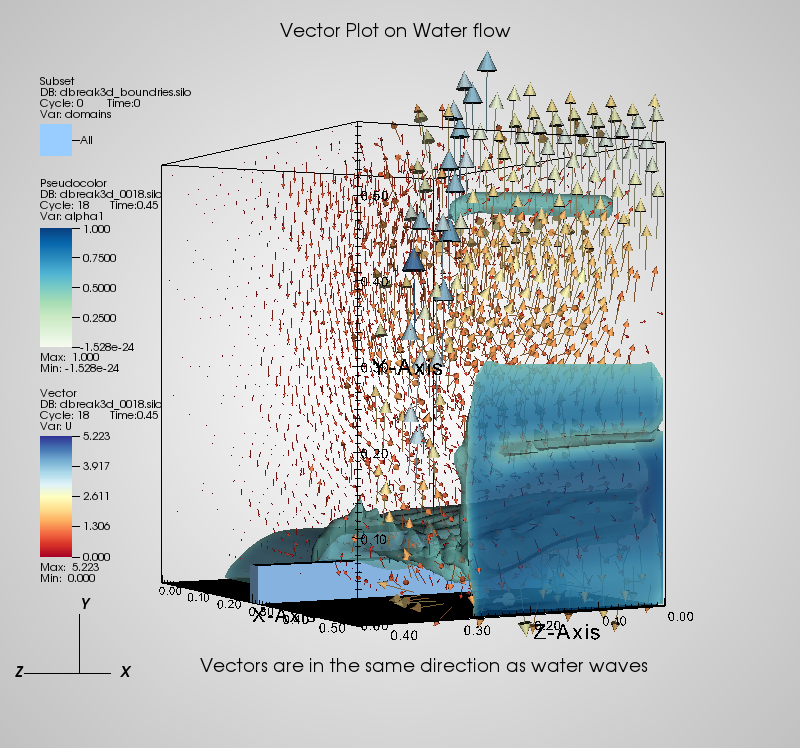 Vector Plot on Water flow
Subset
DB: dbreak3d_boundries.silo
Cycle: 0 Time:0
Var: domains
All
Pseudocolor
DB: dbreak3d_0018.silo
Cycle: 18 Time:0.45
Var: alpha1
1.000
0.7500
0.5000
0.2500
-1.528e-24
Max: 1.000
Min: -1.528e-24
Vector
DB: dbreak3d_0018.silo
Cycle: 18 Time:0.45
Var: U
5.223
3.917
2.611
1.306
0.000
Max: 5.223
Min: 0.000
0.50
0.40
0.30
Y-Axis
0.20
0.10
0.00 0.10 0.20
0.40 0.50
X-Axis
0.00
0.40 0.30 0.20 0.10 0.00
Z-Axis
Y
Z X
Vectors are in the same direction as water waves